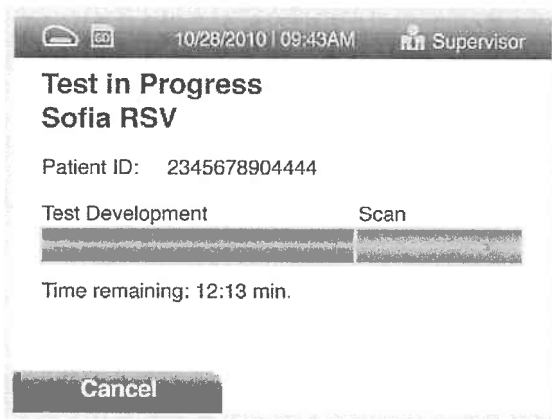 10/28/2010 | 09:43AM Supervisor
Test in Progress
Sofia RSV
Patient ID: 2345678904444
Test Development Scan
Time remaining: 12:13 min.
Cancel